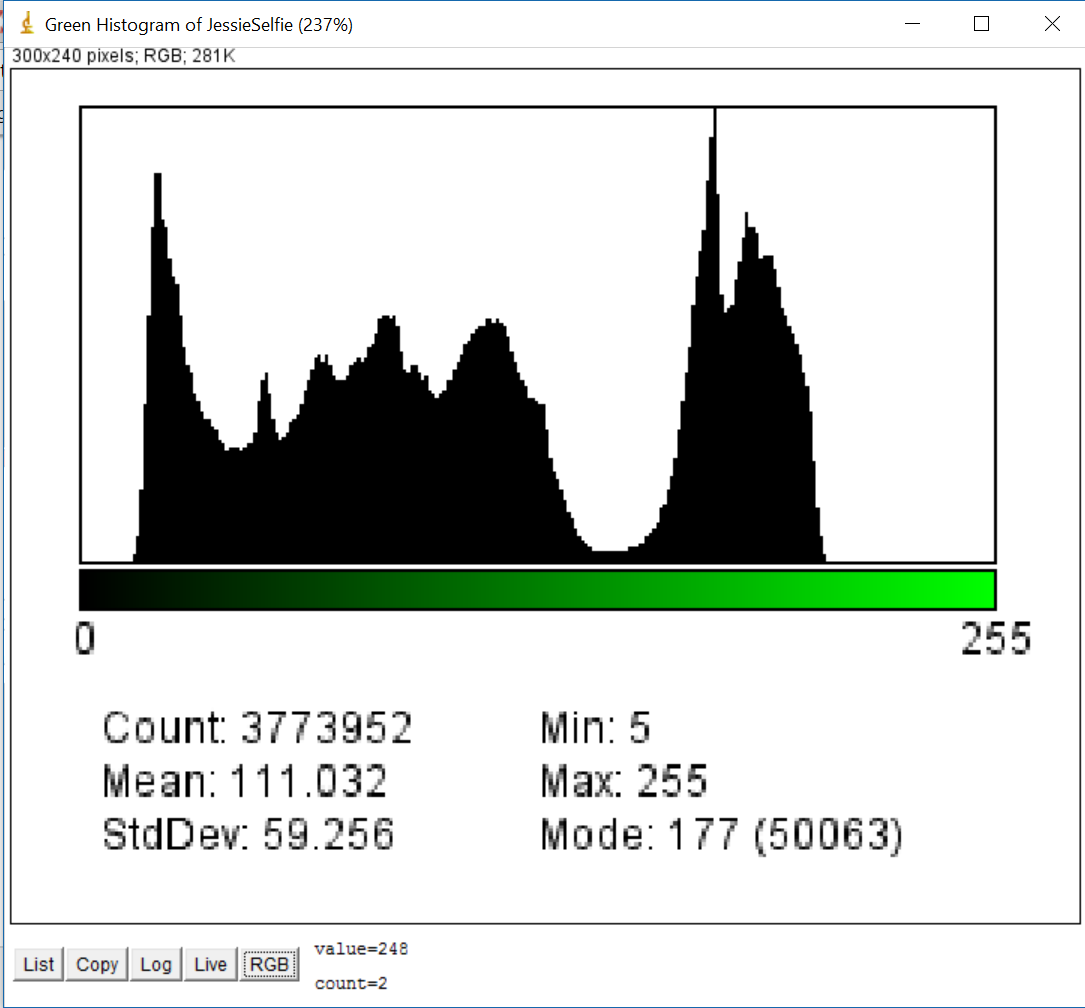 Green Histogram of JessieSelfie (237%)
300x240 pixels; RGB; 281K
0 255
Count: 3773952 Min: 5
Mean: 111.032 Max: 255
StdDev: 59.256 Mode: 177 (50063)
List Copy Log Live RGB value=248
count=2